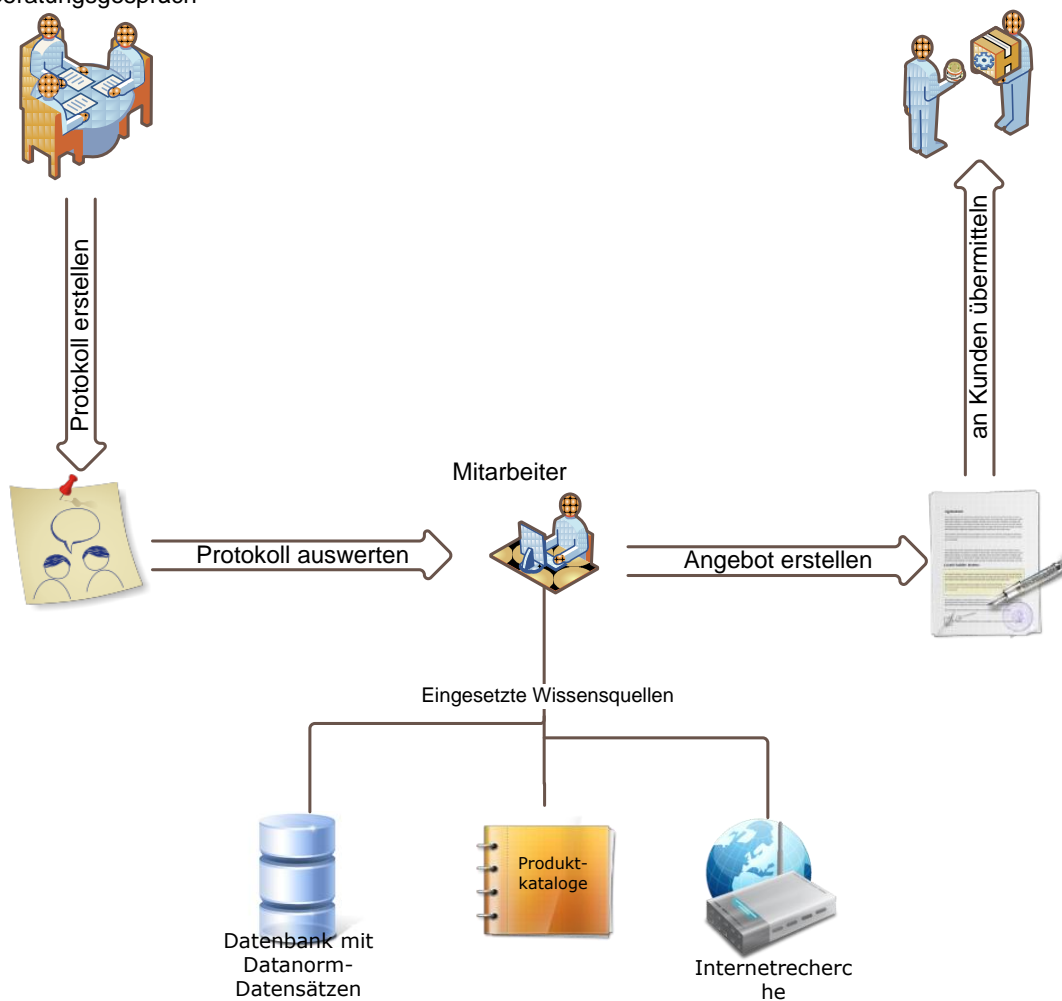 eratungsgespräch
Protokoll erstellen
an Kunden übermitteln
Mitarbeiter
Protokoll auswerten
Angebot erstellen
Eingesetzte Wissensquellen
Produkt-
kataloge
Datenbank mit
Datanorm-
Datensätzen
Internetrecherc
he